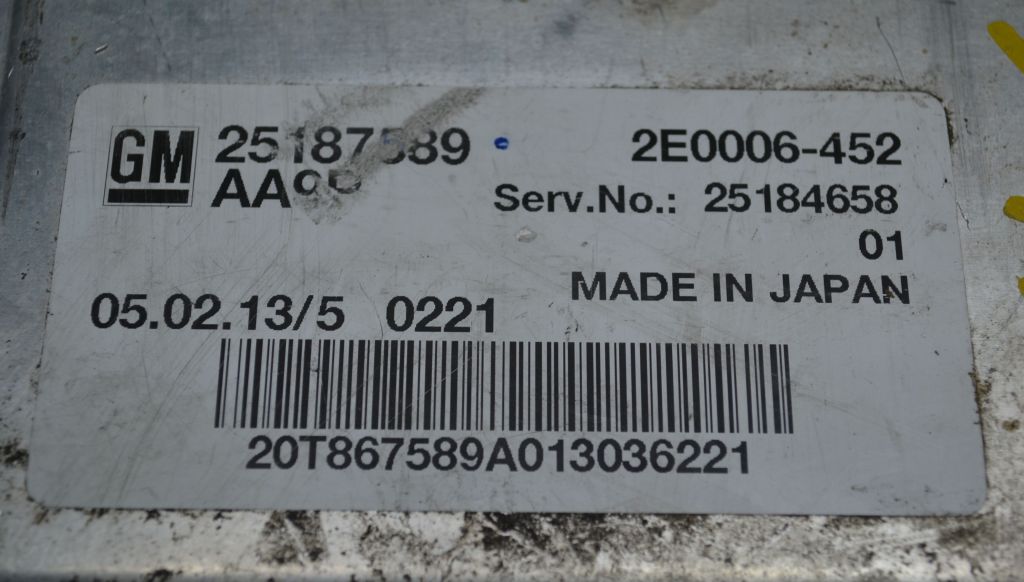 GM 25187589 2E0006-452
Serv.No.: 25184658
01
MADE IN JAPAN
05.02.13/5 0221
20T867589A013036221